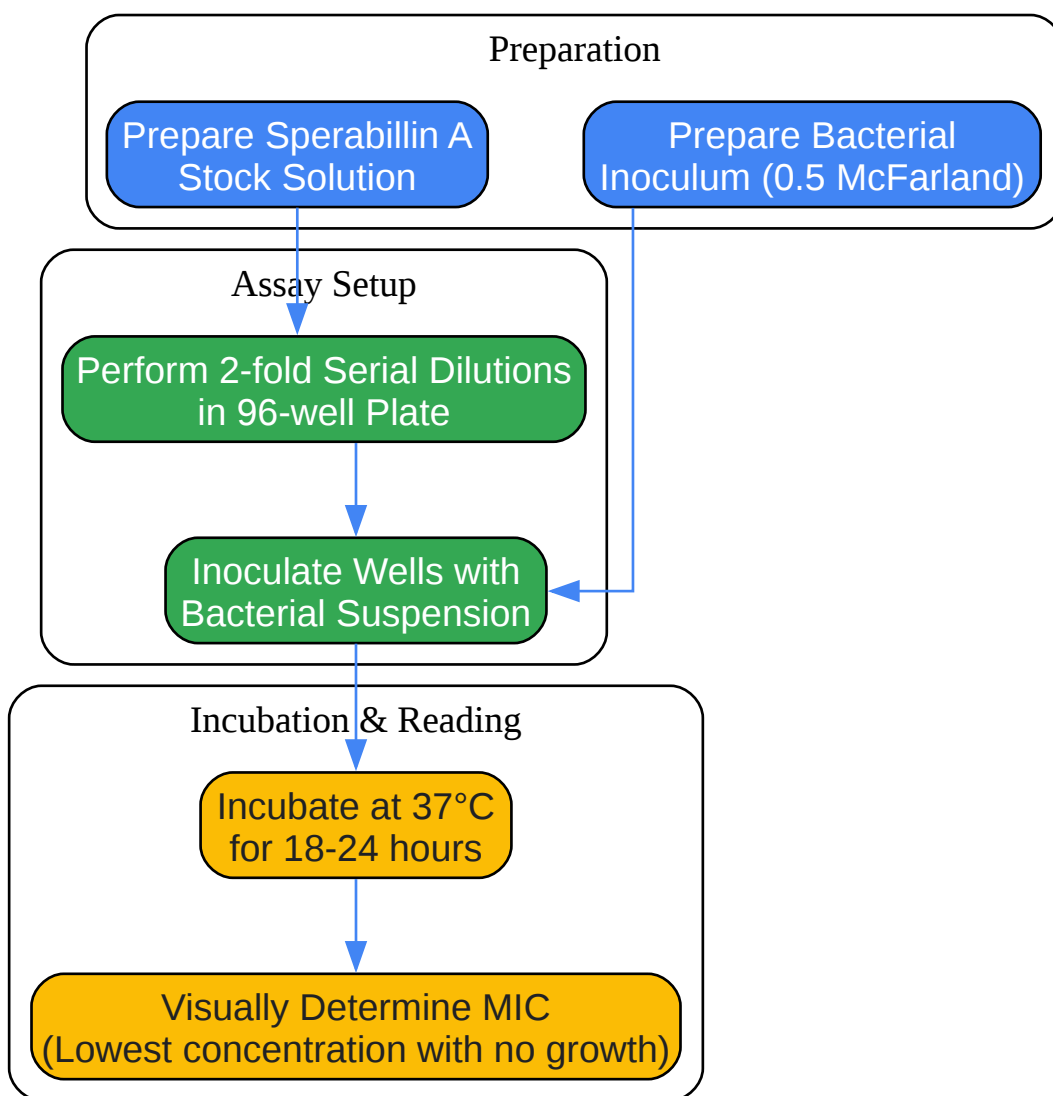 Preparation
Prepare Sperabillin A
Stock Solution
Prepare Bacterial
Inoculum (0.5 McFarland)
Assay Setup
Perform 2-fold Serial Dilutions
in 96-well Plate
Inoculate Wells with
Bacterial Suspension
Incubation & Reading
Incubate at 37°C
for 18-24 hours
Visually Determine MIC
(Lowest concentration with no growth)